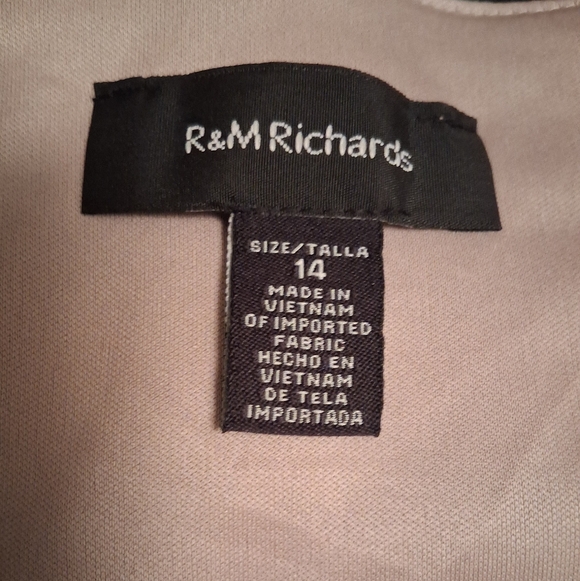 R&M Richards
SIZE/TALLA
14
MADE IN
VIETNAM
OF IMPORTED
FABRIC
HECHO EN
VIETNAM
DE TELA
IMPORTADA